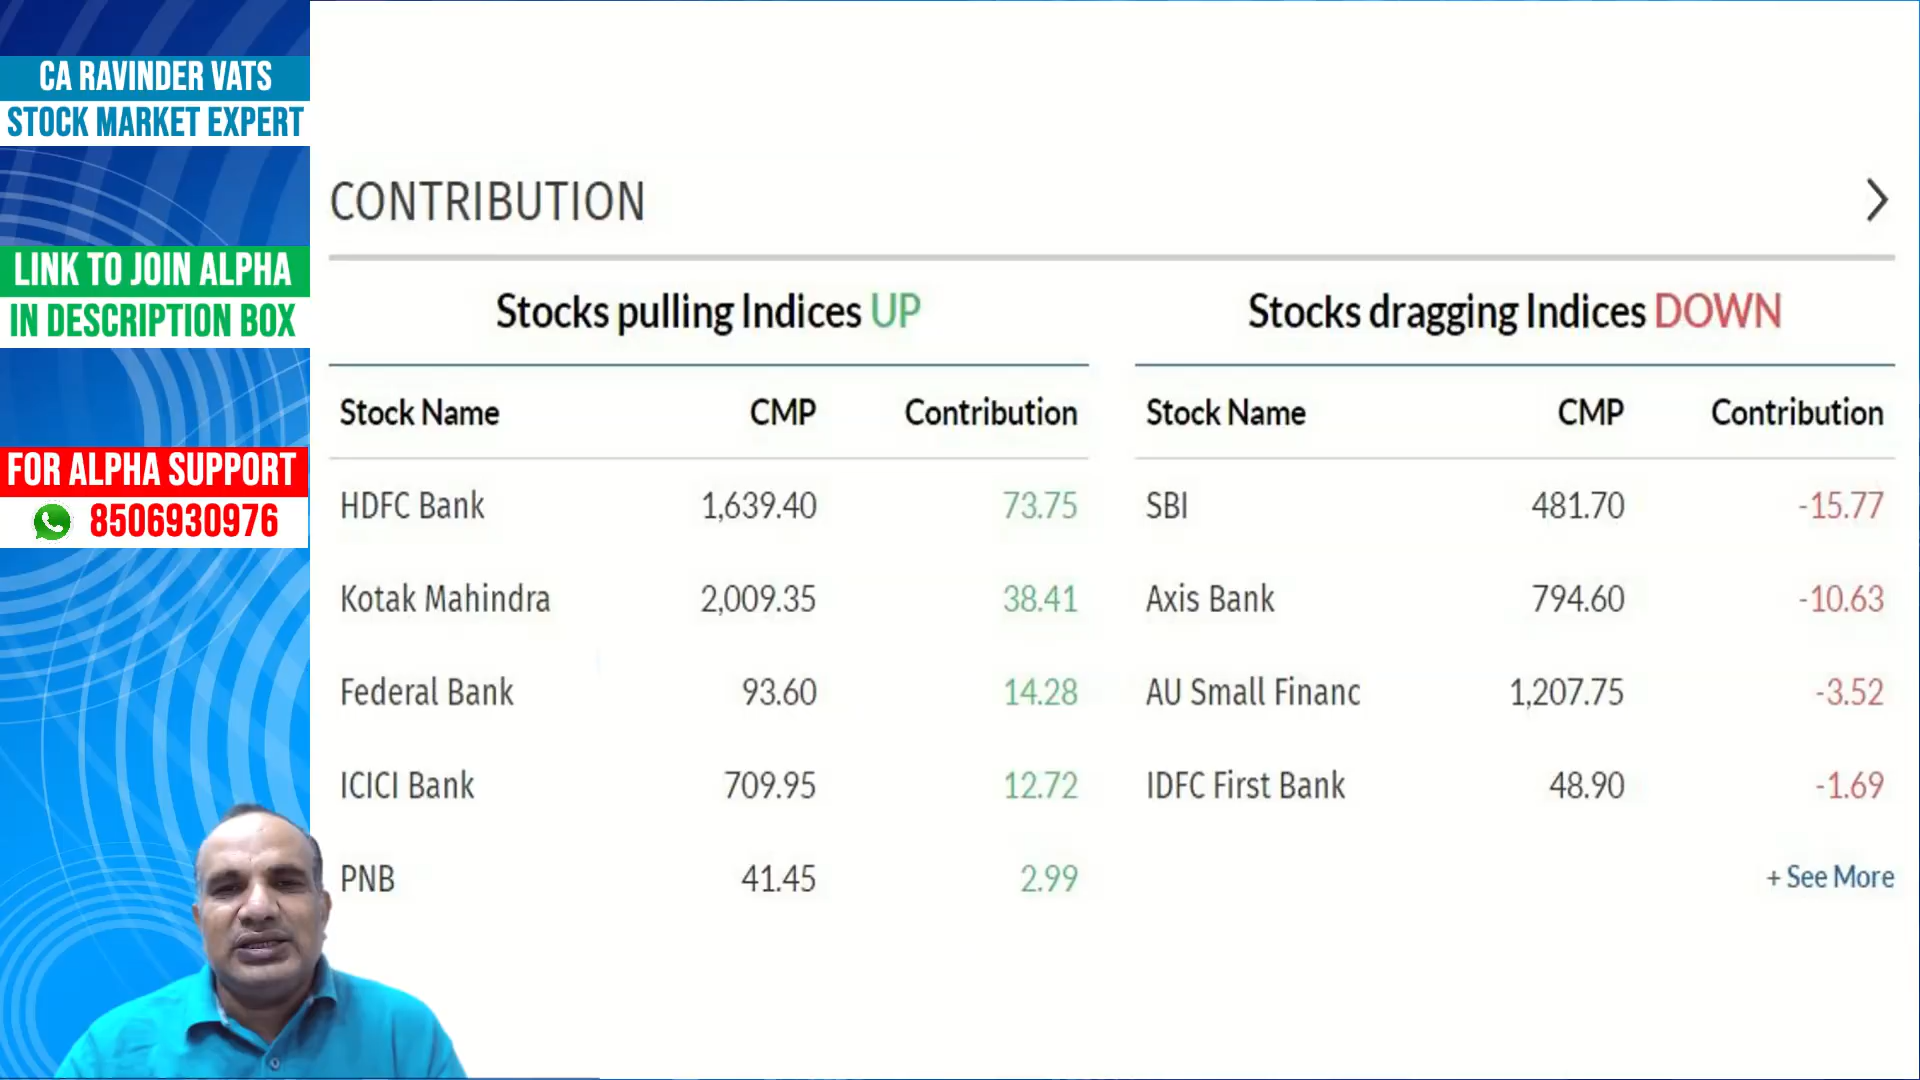 CA RAVINDER VATS
STOCK MARKET EXPERT
LINK TO JOIN ALPHA
IN DESCRIPTION BOX
FOR ALPHA SUPPORT
8506930976
CONTRIBUTION
Stocks pulling Indices UP
Stock Name CMP Contribution
HDFC Bank 1,639.40 73.75
Kotak Mahindra 2,009.35 38.41
Federal Bank 93.60 14.28
ICICI Bank 709.95 12.72
PNB 41.45 2.99
Stocks dragging Indices DOWN
Stock Name CMP Contribution
SBI 481.70 -15.77
Axis Bank 794.60 -10.63
AU Small Financ 1,207.75 -3.52
IDFC First Bank 48.90 -1.69
+ See More